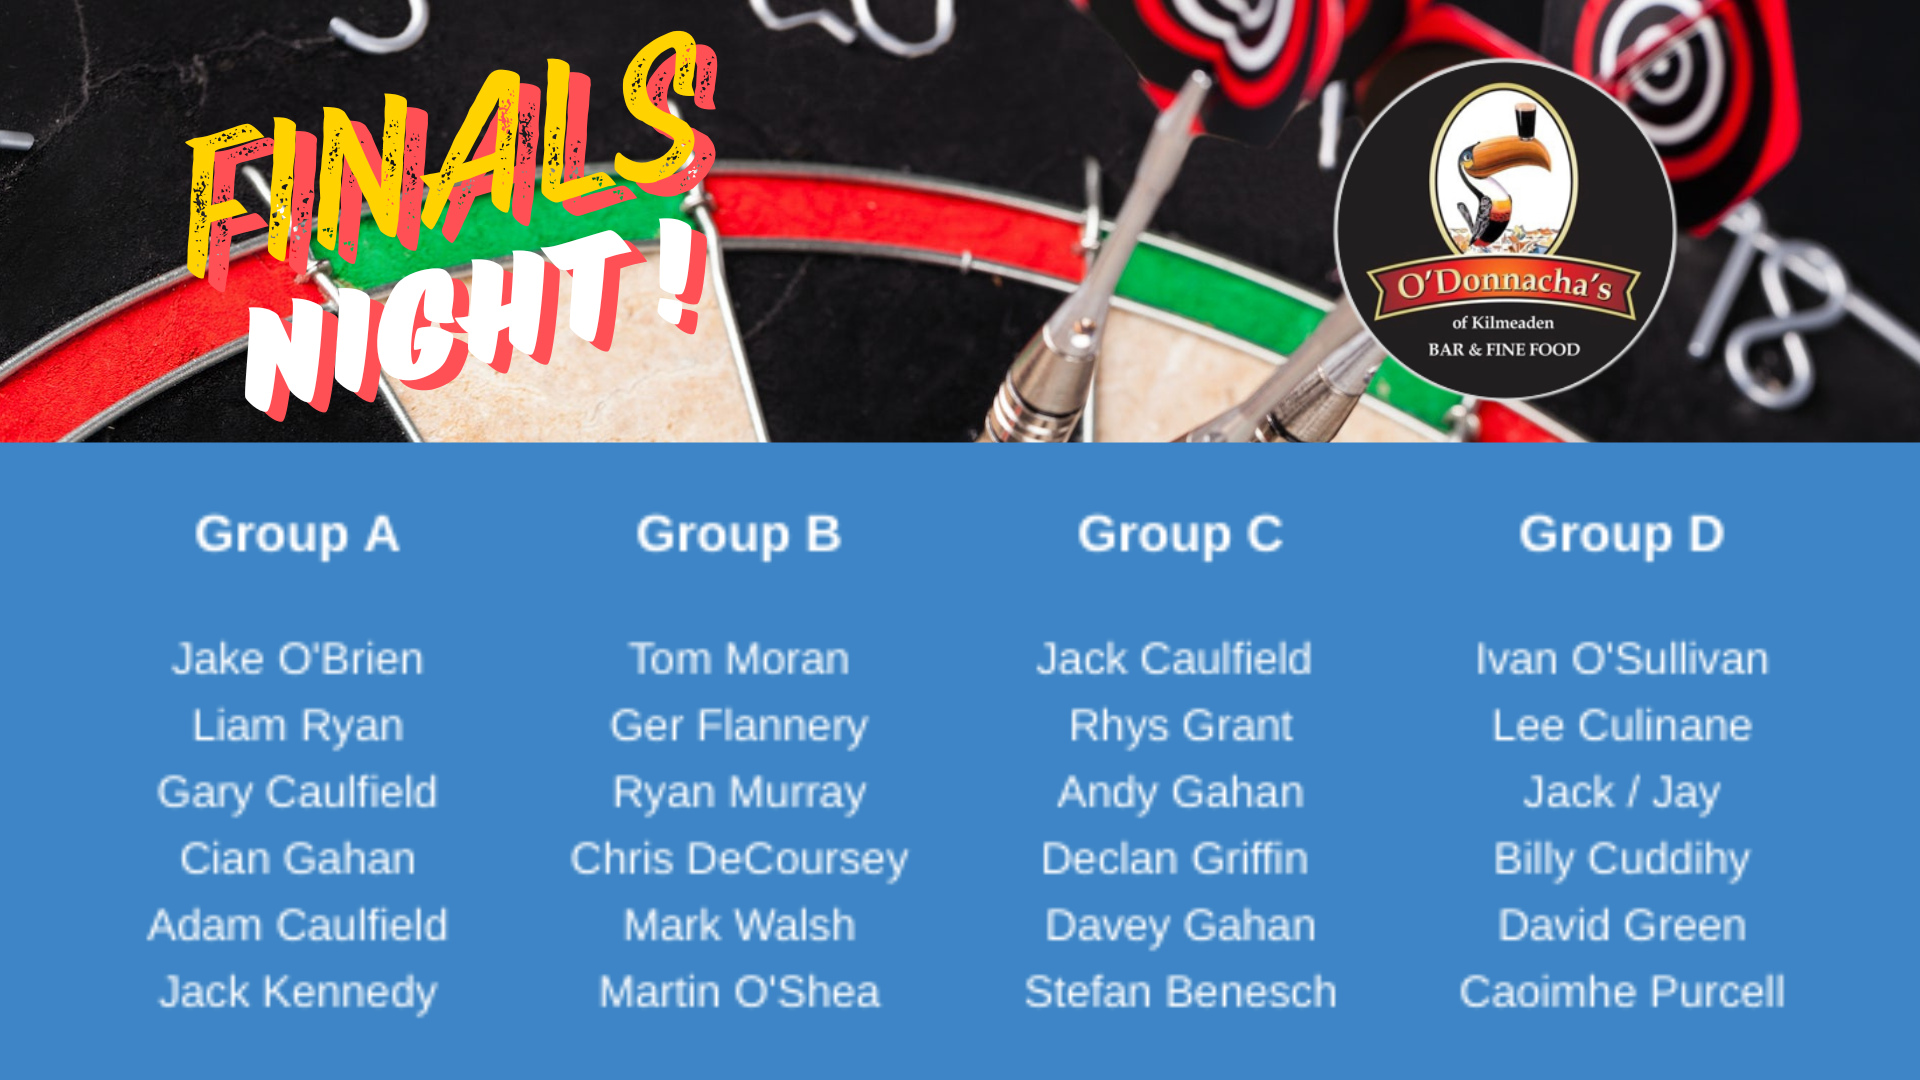 FINALS
NIGHT!
O'Donnacha's
of Kilmeaden
BAR & FINE FOOD
18
Group A
Jake O'Brien
Liam Ryan
Gary Caulfield
Cian Gahan
Adam Caulfield
Jack Kennedy
Group B
Tom Moran
Ger Flannery
Ryan Murray
Chris DeCoursey
Mark Walsh
Martin O'Shea
Group C
Jack Caulfield
Rhys Grant
Andy Gahan
Declan Griffin
Davey Gahan
Stefan Benesch
Group D
Ivan O'Sullivan
Lee Culinane
Jack / Jay
Billy Cuddihy
David Green
Caoimhe Purcell